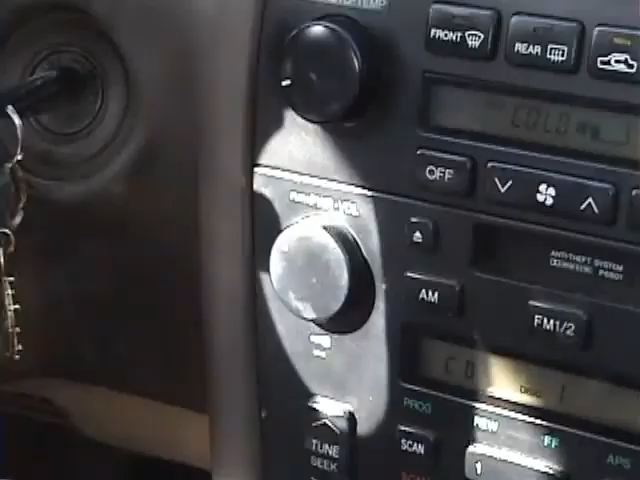 FRONT
REAR
COLD
OFF
ANTI-THEFT SYSTEM
AM
FM1/2
CD
DISC 1
PROG
REW
FF
APS
TUNE
SEEK
SCAN
1